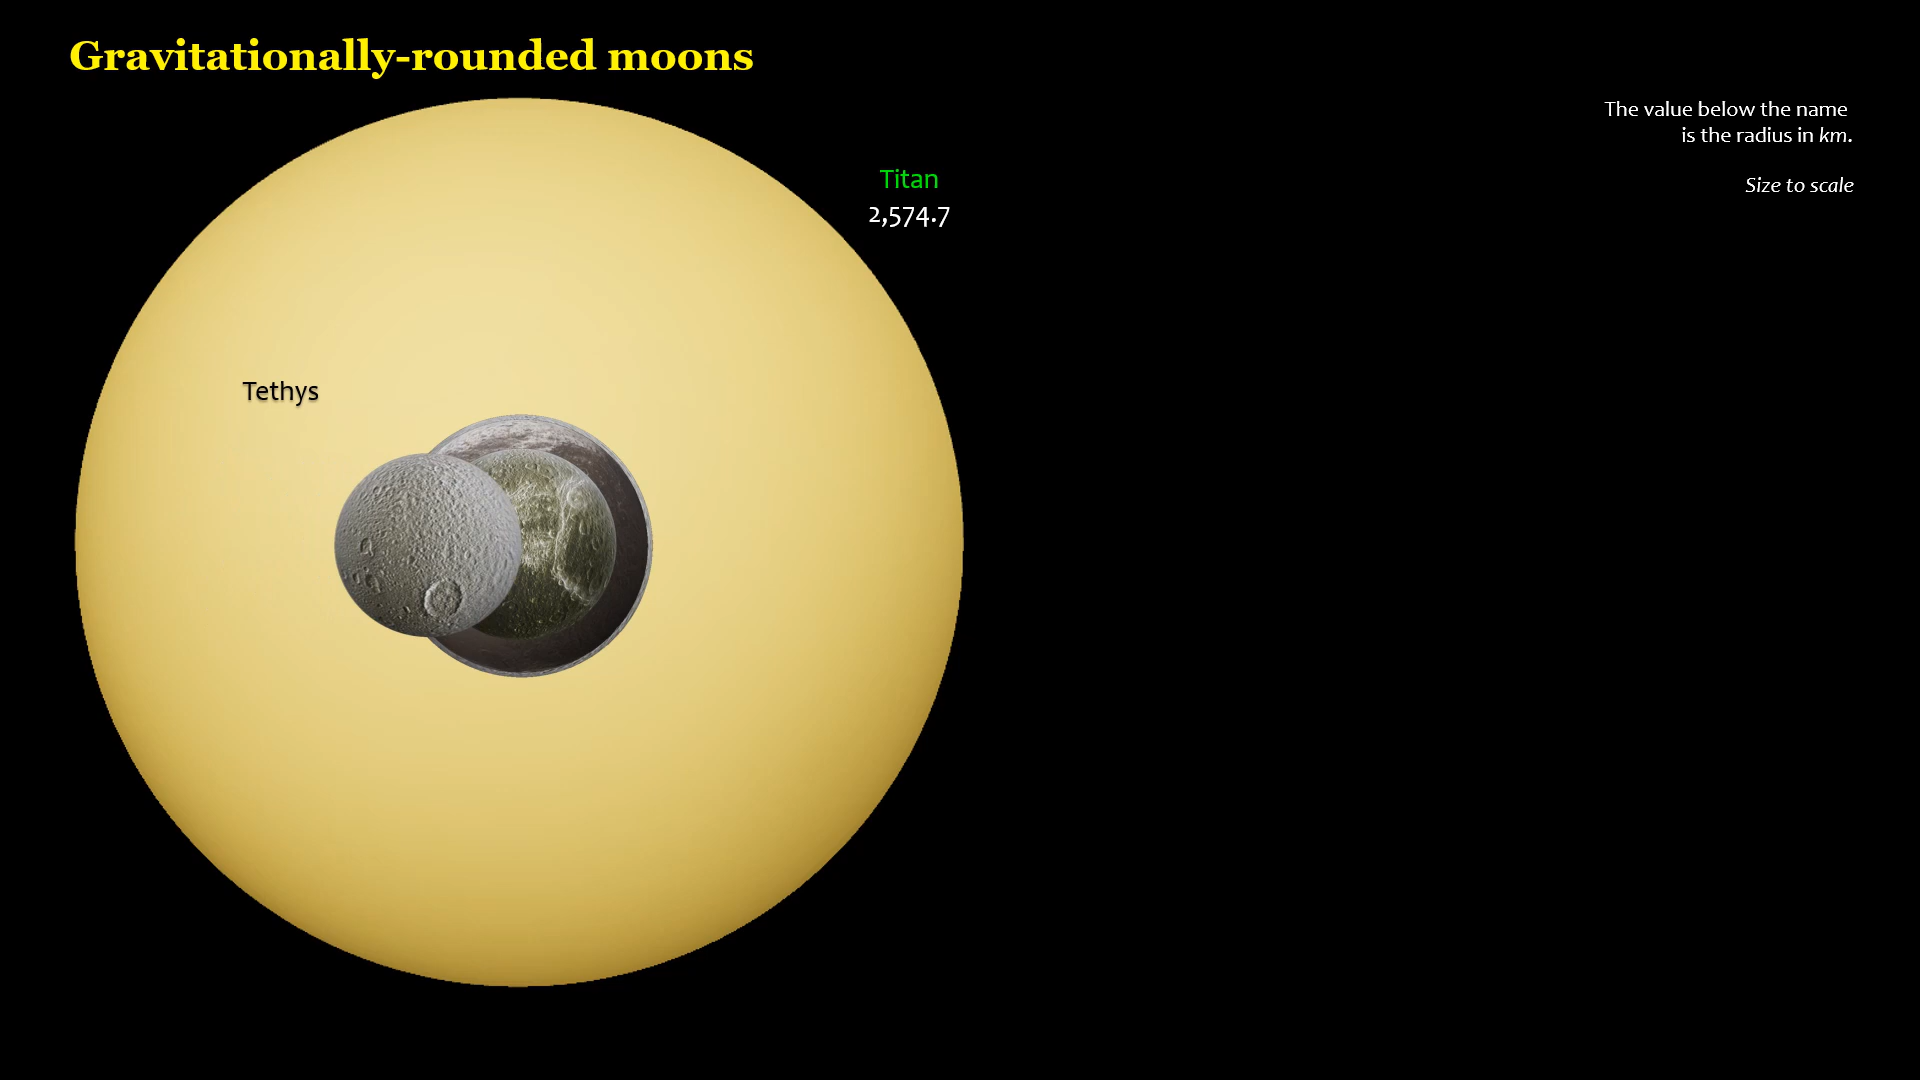 Gravitationally-rounded moons
The value below the name
is the radius in km.
Size to scale
Titan
2,574.7
Tethys